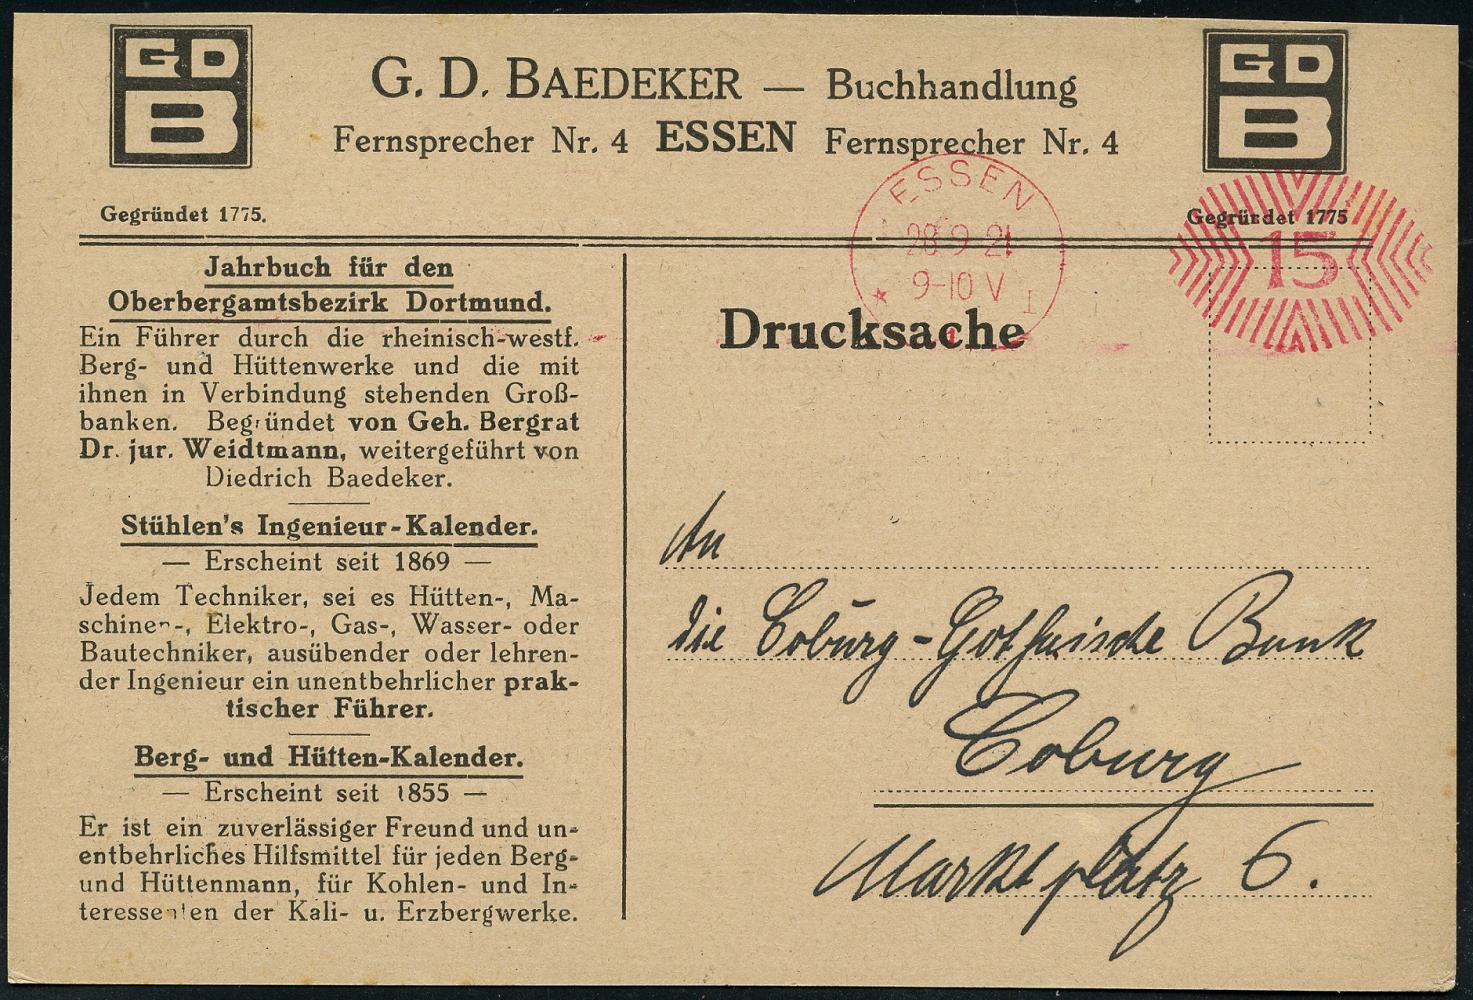 GD
B
G. D. BAEDEKER — Buchhandlung
Fernsprecher Nr. 4 ESSEN Fernsprecher Nr. 4
GD
B
Gegründet 1775.
Gegründet 1775
ESSEN
28 9 21
9-10 V
I
15
Jahrbuch für den
Oberbergamtsbezirk Dortmund.
Ein Führer durch die rheinisch-westf.
Berg- und Hüttenwerke und die mit
ihnen in Verbindung stehenden Groß-
banken. Begründet von Geh. Bergrat
Dr. jur. Weidtmann, weitergeführt von
Diedrich Baedeker.
Stühlen's Ingenieur-Kalender.
— Erscheint seit 1869 —
Jedem Techniker, sei es Hütten-, Ma-
schinen-, Elektro-, Gas-, Wasser- oder
Bautechniker, ausübender oder lehren-
der Ingenieur ein unentbehrlicher prak-
tischer Führer.
Berg- und Hütten-Kalender.
— Erscheint seit 1855 —
Er ist ein zuverlässiger Freund und un-
entbehrliches Hilfsmittel für jeden Berg-
und Hüttenmann, für Kohlen- und In-
teressenten der Kali- u. Erzbergwerke.
Drucksache
An
die Coburg-Gothaische Bank
Coburg
Marktplatz 6.